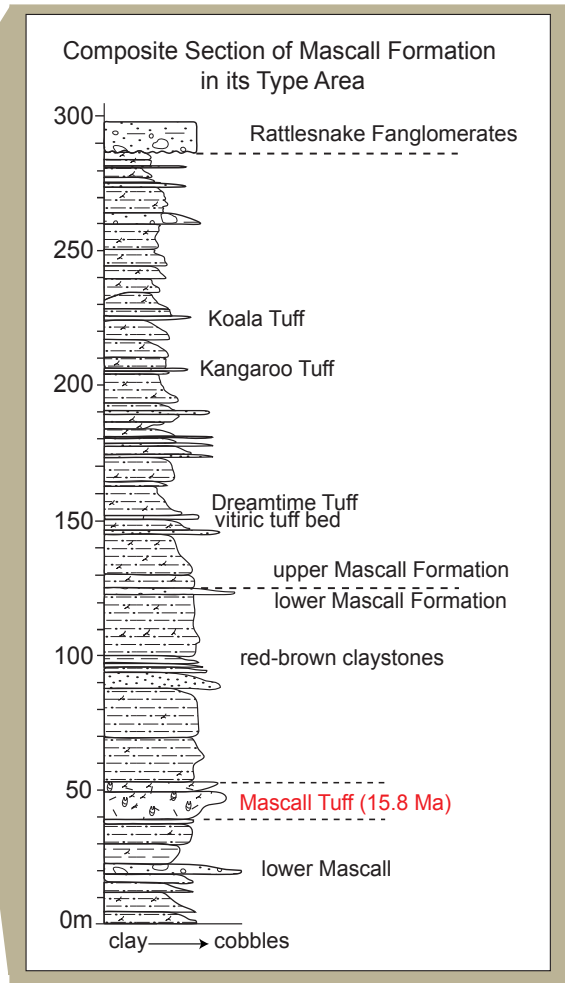 Composite Section of Mascall Formation
in its Type Area
300
Rattlesnake Fanglomerates
250
Koala Tuff
Kangaroo Tuff
200
Dreamtime Tuff
150
vitiric tuff bed
upper Mascall Formation
lower Mascall Formation
100
red-brown claystones
50
Mascall Tuff (15.8 Ma)
lower Mascall
0m
clay cobbles